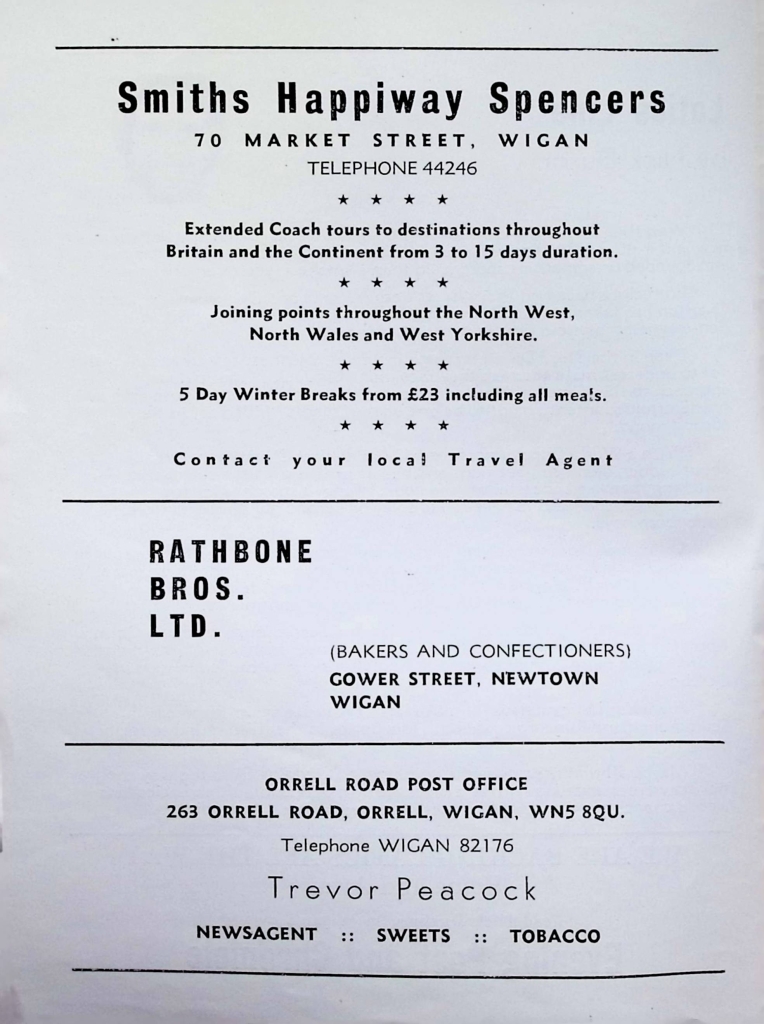 Smiths Happiway Spencers
70 MARKET STREET, WIGAN
TELEPHONE 44246
★ ★ ★ ★
Extended Coach tours to destinations throughout
Britain and the Continent from 3 to 15 days duration.
★ ★ ★ ★
Joining points throughout the North West,
North Wales and West Yorkshire.
★ ★ ★ ★
5 Day Winter Breaks from £23 including all meals.
★ ★ ★ ★
Contact your local Travel Agent
RATHBONE
BROS.
LTD.
(BAKERS AND CONFECTIONERS)
GOWER STREET, NEWTOWN
WIGAN
ORRELL ROAD POST OFFICE
263 ORRELL ROAD, ORRELL, WIGAN, WN5 8QU.
Telephone WIGAN 82176
Trevor Peacock
NEWSAGENT :: SWEETS :: TOBACCO